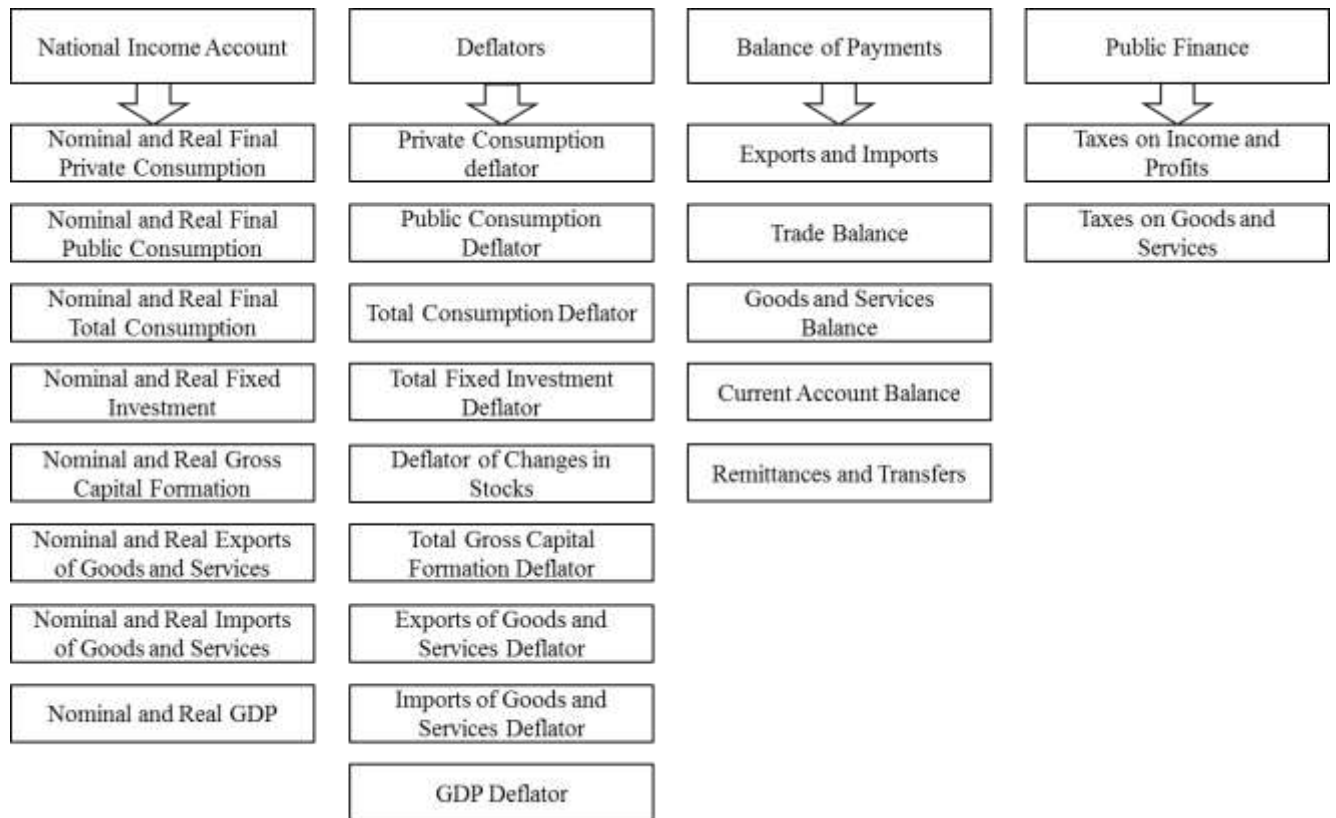 National Income Account
Deflators
Balance of Payments
Public Finance
Nominal and Real Final
Private Consumption
Private Consumption
deflator
Exports and Imports
Taxes on Income and
Profits
Nominal and Real Final
Public Consumption
Public Consumption
Deflator
Trade Balance
Taxes on Goods and
Services
Nominal and Real Final
Total Consumption
Total Consumption Deflator
Goods and Services
Balance
Nominal and Real Fixed
Investment
Total Fixed Investment
Deflator
Current Account Balance
Nominal and Real Gross
Capital Formation
Deflator of Changes in
Stocks
Remittances and Transfers
Nominal and Real Exports
of Goods and Services
Total Gross Capital
Formation Deflator
Nominal and Real Imports
of Goods and Services
Exports of Goods and
Services Deflator
Nominal and Real GDP
Imports of Goods and
Services Deflator
GDP Deflator